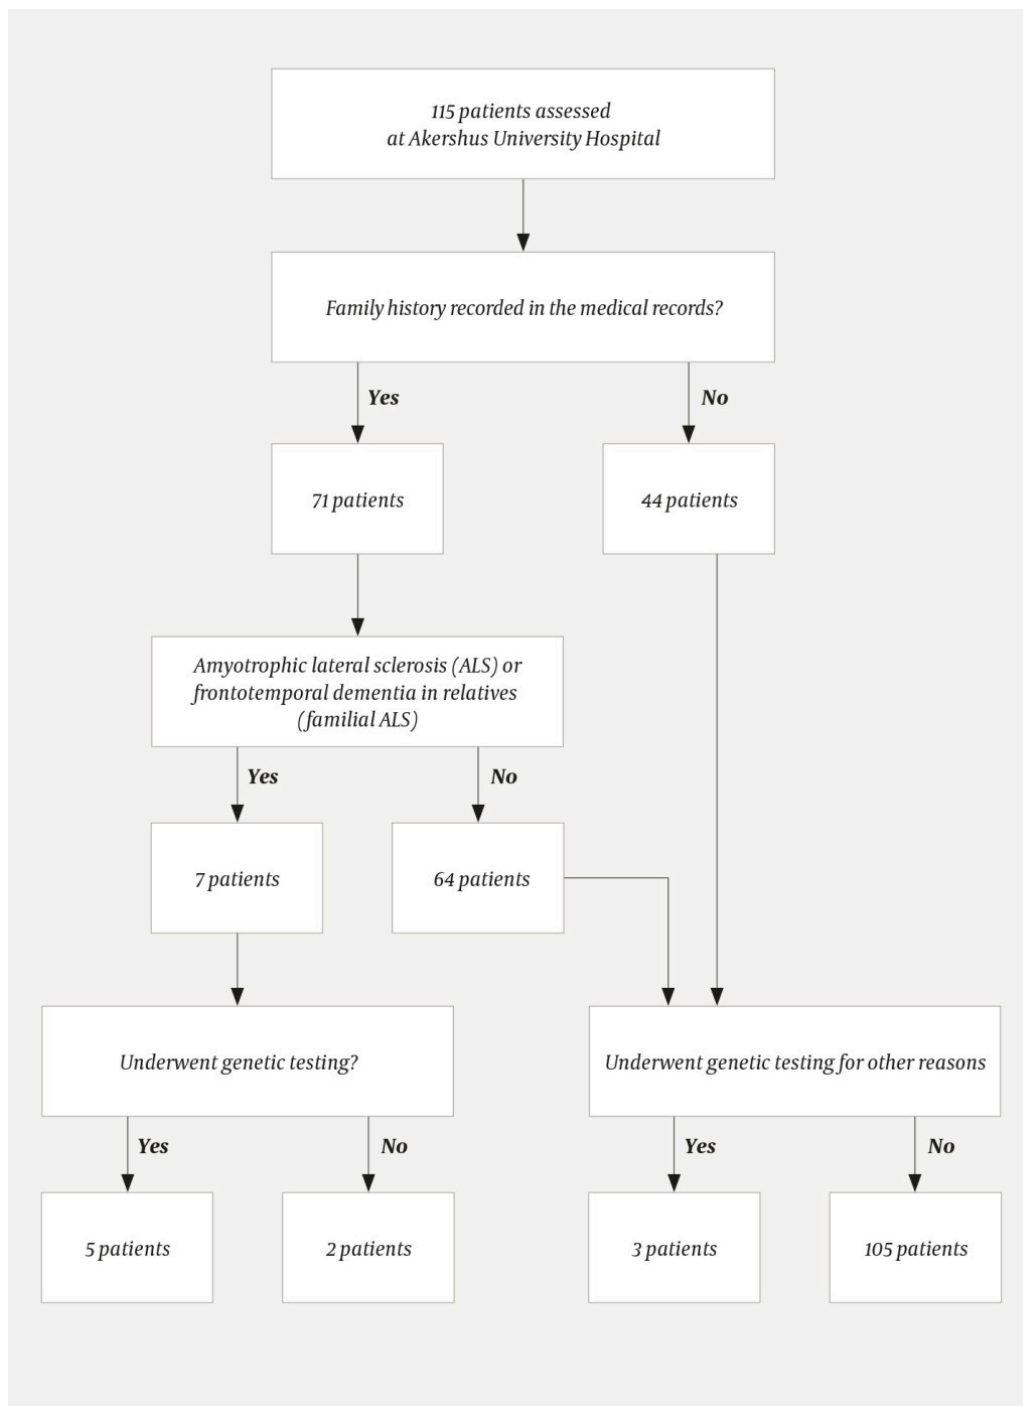 115 patients assessed
at Akershus University Hospital
Family history recorded in the medical records?
Yes
No
71 patients
44 patients
Amyotrophic lateral sclerosis (ALS) or
frontotemporal dementia in relatives
(familial ALS)
Yes
No
7 patients
64 patients
Underwent genetic testing?
Underwent genetic testing for other reasons
Yes
No
Yes
No
5 patients
2 patients
3 patients
105 patients